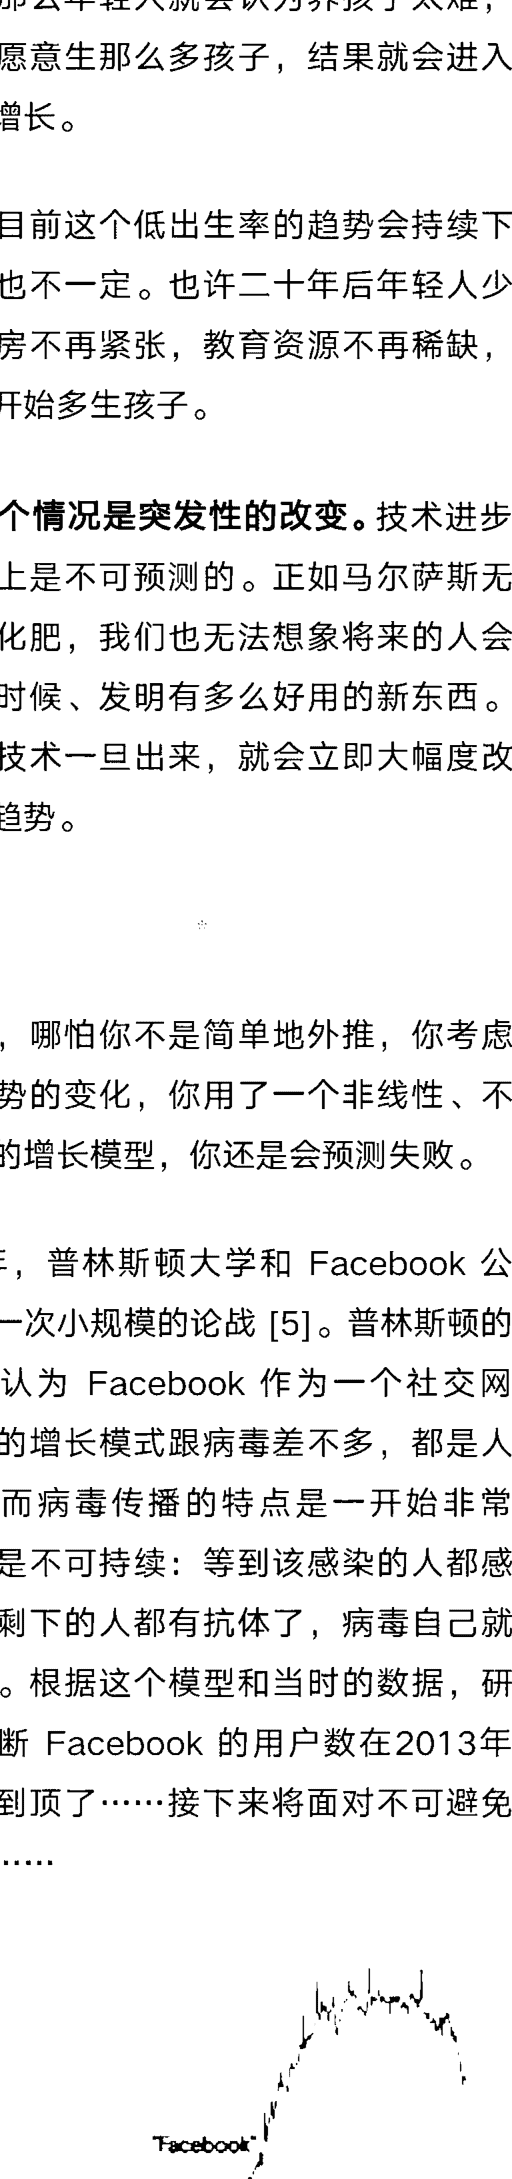 那么年轻人就会认为养孩子太难，
愿意生那么多孩子，结果就会进入
增长。
目前这个低出生率的趋势会持续下
也不一定。也许二十年后年轻人少
房不再紧张，教育资源不再稀缺，
开始多生孩子。
个情况是突发性的改变。技术进步
上是不可预测的。正如马尔萨斯无
化肥，我们也无法想象将来的人会
时候、发明有多么好用的新东西。
技术一旦出来，就会立即大幅度改
趋势。
，哪怕你不是简单地外推，你考虑
势的变化，你用了一个非线性、不
的增长模型，你还是会预测失败。
年，普林斯顿大学和 Facebook 公
一次小规模的论战 [5]。普林斯顿的
认为 Facebook 作为一个社交网
的增长模式跟病毒差不多，都是人
而病毒传播的特点是一开始非常
是不可持续：等到该感染的人都感
剩下的人都有抗体了，病毒自己就
。根据这个模型和当时的数据，研
断 Facebook 的用户数在2013年
到顶了……接下来将面对不可避免
……
"Facebook"